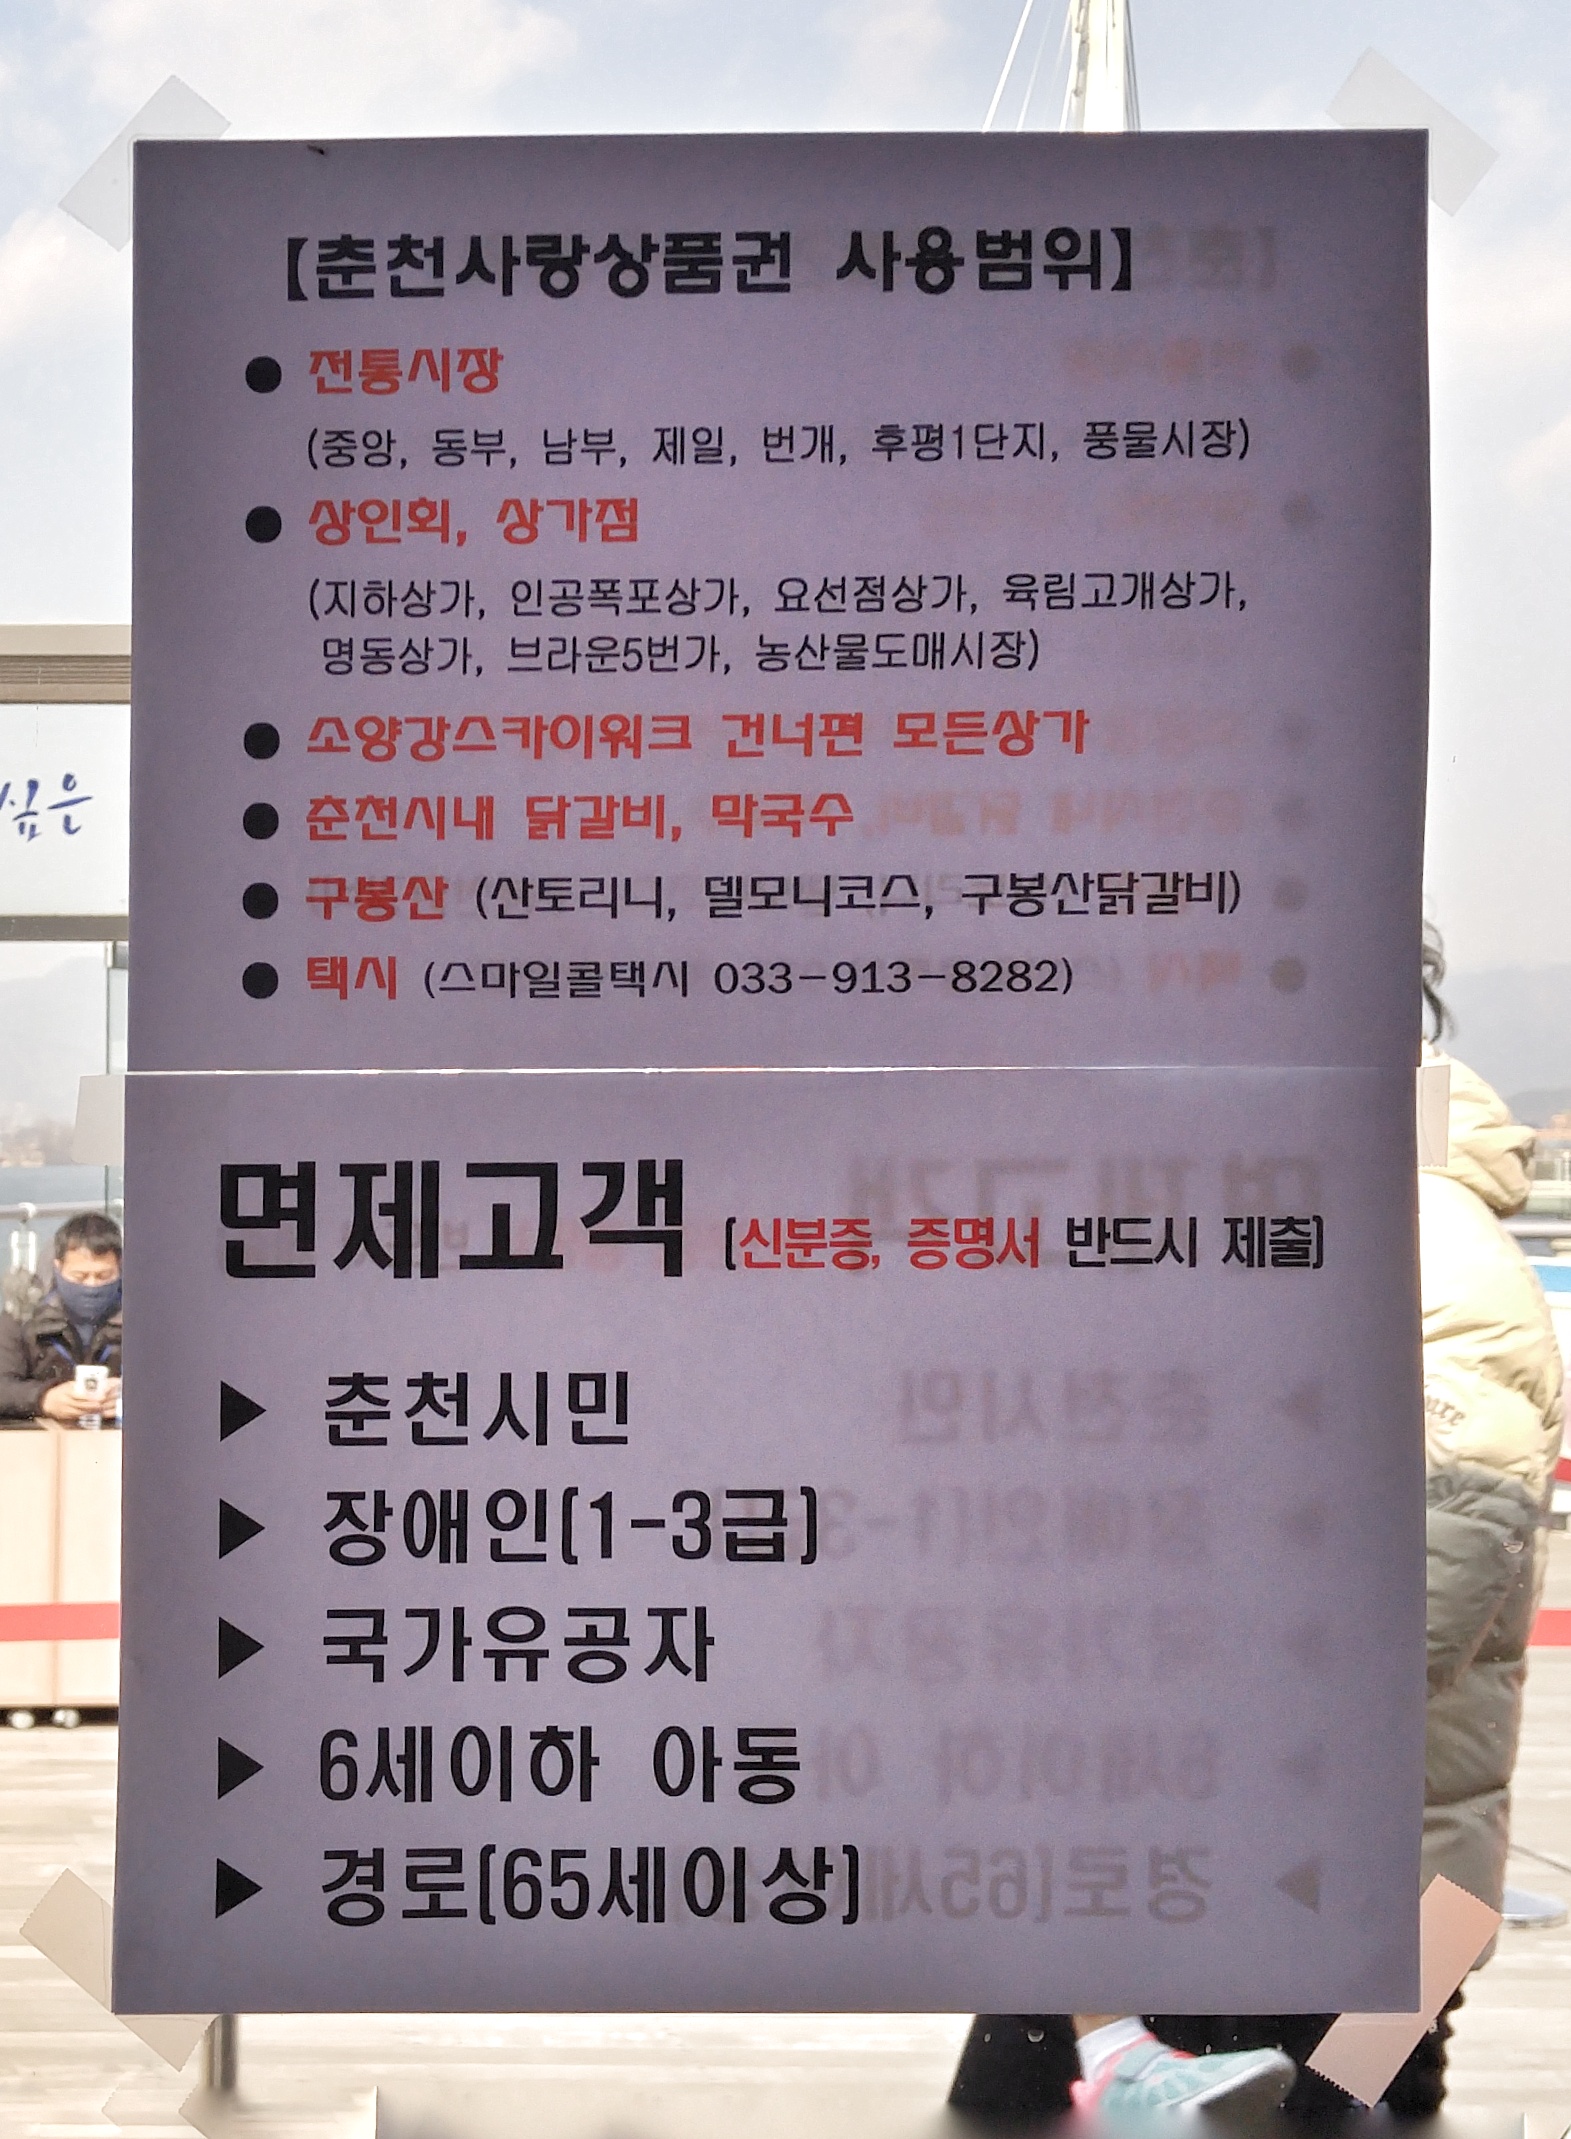 【춘천사랑상품권 사용범위】
● 전통시장
(중앙, 동부, 남부, 제일, 번개, 후평1단지, 풍물시장)
● 상인회, 상가점
(지하상가, 인공폭포상가, 요선점상가, 육림고개상가,
명동상가, 브라운5번가, 농산물도매시장)
● 소양강스카이워크 건너편 모든상가
● 춘천시내 닭갈비, 막국수
● 구봉산 (산토리니, 델모니코스, 구봉산닭갈비)
● 택시 (스마일콜택시 033-913-8282)
싶은
면제고객 (신분증, 증명서 반드시 제출)
▶ 춘천시민
▶ 장애인(1-3급)
▶ 국가유공자
▶ 6세이하 아동
▶ 경로(65세이상)